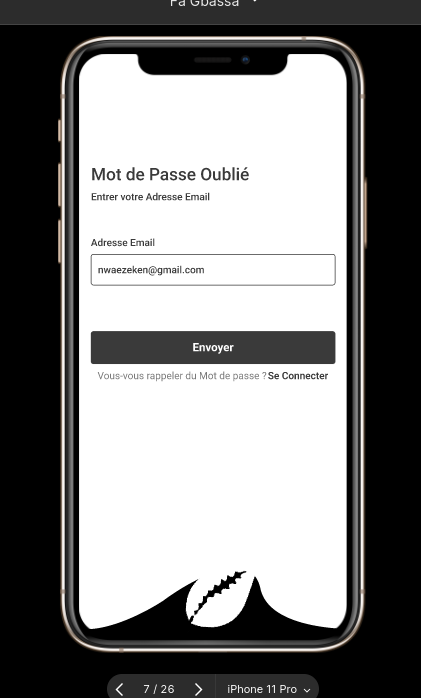 Fa Gbassa
Mot de Passe Oublié
Entrer votre Adresse Email
Adresse Email
nwaezeken@gmail.com
Envoyer
Vous-vous rappeler du Mot de passe ? Se Connecter
7 / 26
iPhone 11 Pro